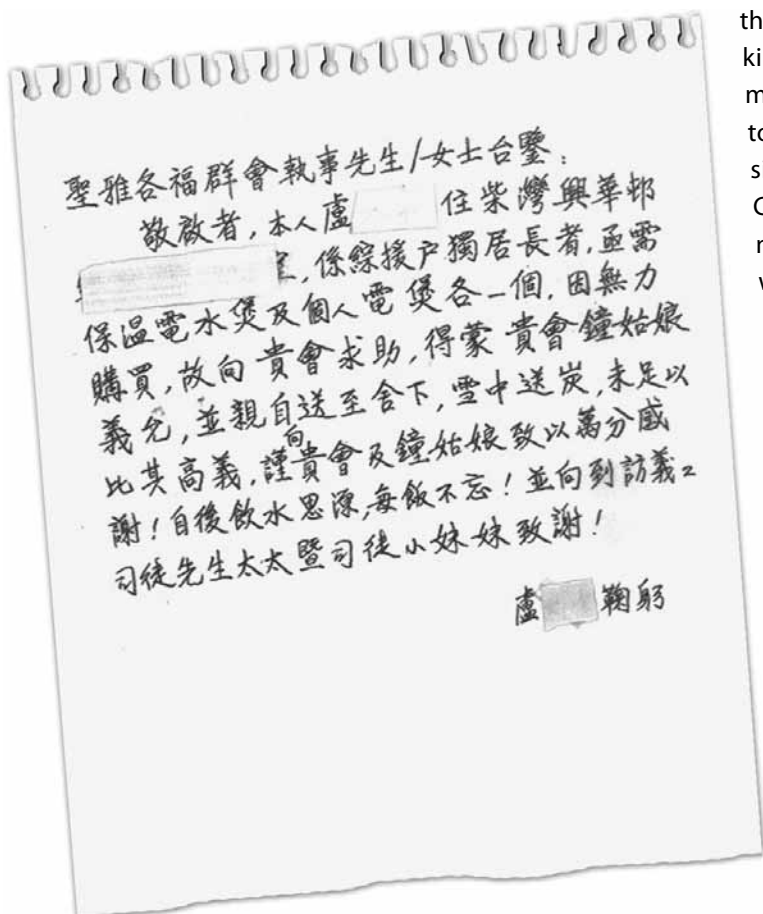 聖雅各福群會執事先生/女士台鑒：
敬啟者，本人盧 住柴灣興華邨
，係綜援戶獨居長者，亟需
保溫電水煲及個人電煲各一個，因無力
購買，故向 貴會求助，得蒙 貴會鐘姑娘
義允，並親自送至舍下，雪中送炭，未足以
比其高義，謹向貴會及鐘姑娘致以萬分感
謝！自後飲水思源，每飯不忘！並向到訪義工
司徒先生太太暨司徒小妹妹致謝！
盧 鞠躬
th
ki
m
to
s
C
r
v